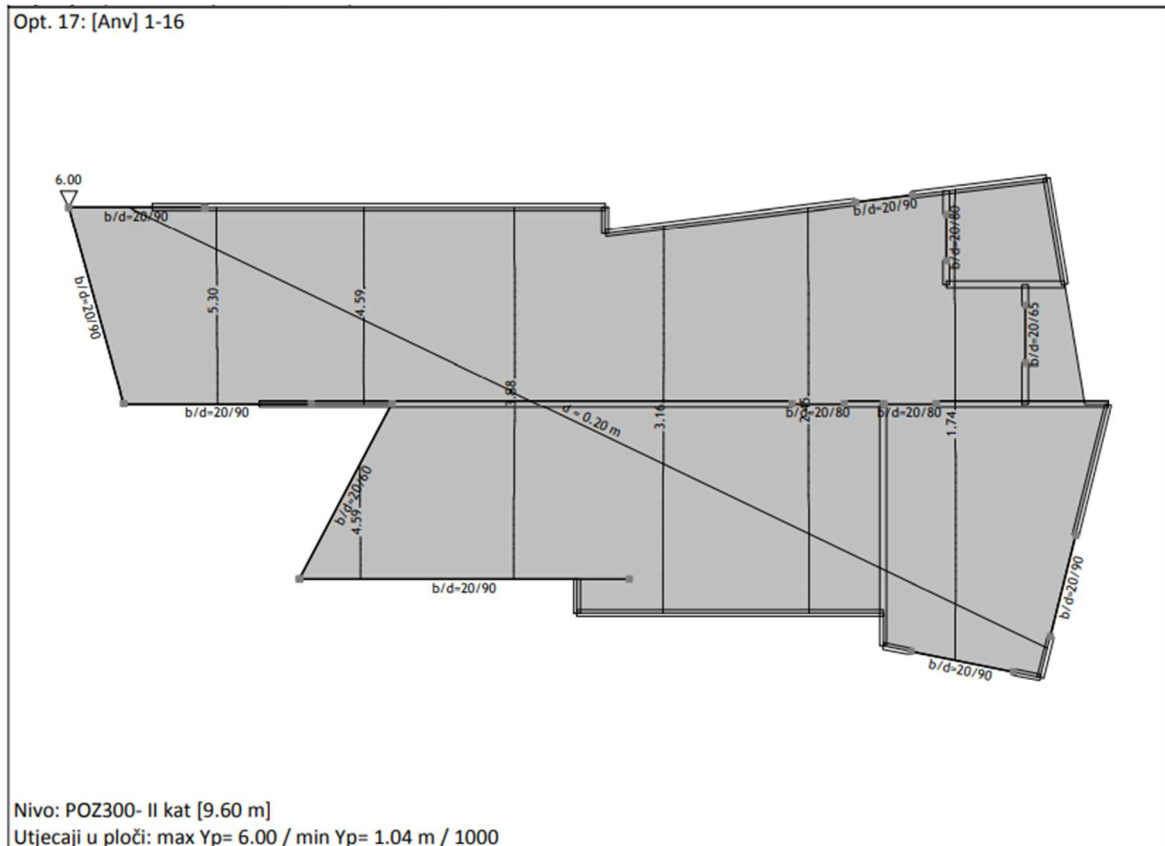 Opt. 17: [Anv] 1-16
6.00
b/d=20/90
b/d=20/90
b/d=20/80
b/d=20/90
5.30
4.59
b/d=20/65
3.88
d = 0.20 m
3.16
1.74
b/d=20/90
b/d=20/80
b/d=20/80
b/d=20/60
4.59
b/d=20/90
b/d=20/90
b/d=20/90
Nivo: POZ300- II kat [9.60 m]
Utjecaji u ploči: max Yp= 6.00 / min Yp= 1.04 m / 1000